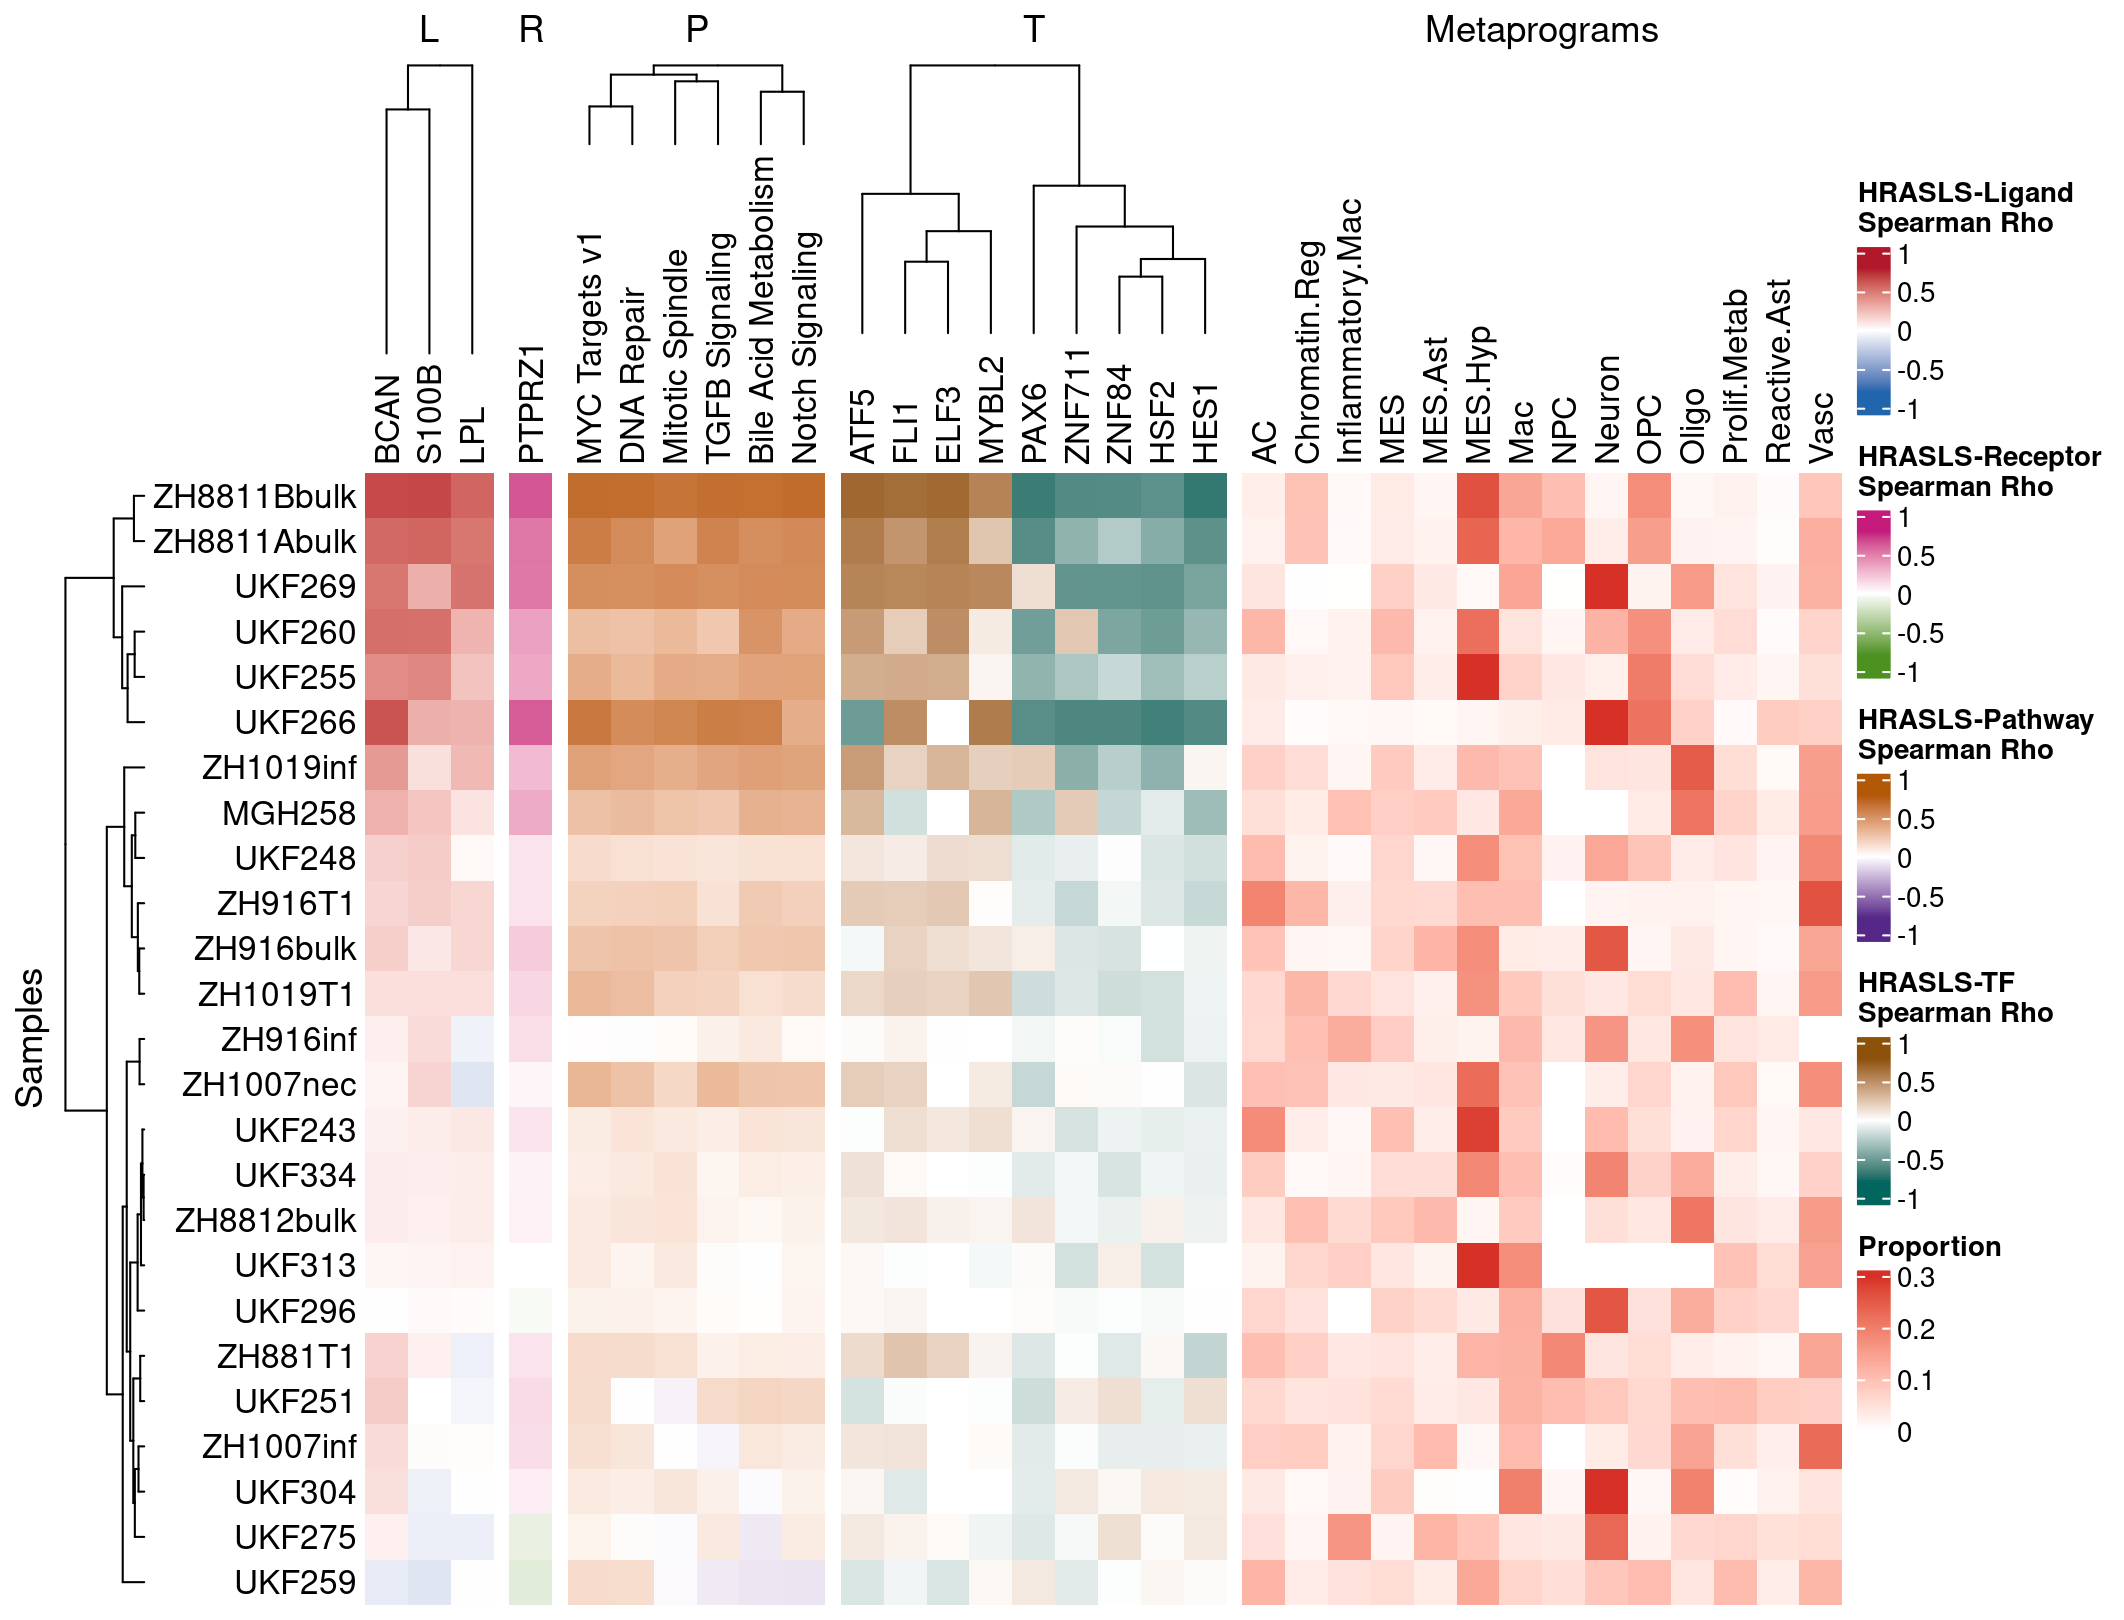 L R P T Metaprograms
BCAN
S100B
LPL
PTPRZ1
MYC Targets v1
DNA Repair
Mitotic Spindle
TGFB Signaling
Bile Acid Metabolism
Notch Signaling
ATF5
FLI1
ELF3
MYBL2
PAX6
ZNF711
ZNF84
HSF2
HES1
AC
Chromatin.Reg
Inflammatory.Mac
MES
MES.Ast
MES.Hyp
Mac
NPC
Neuron
OPC
Oligo
Prolif.Metab
Reactive.Ast
Vasc
Samples
ZH8811Bbulk
ZH8811Abulk
UKF269
UKF260
UKF255
UKF266
ZH1019inf
MGH258
UKF248
ZH916T1
ZH916bulk
ZH1019T1
ZH916inf
ZH1007nec
UKF243
UKF334
ZH8812bulk
UKF313
UKF296
ZH881T1
UKF251
ZH1007inf
UKF304
UKF275
UKF259
HRASLS-Ligand
Spearman Rho
1
0.5
0
-0.5
-1
HRASLS-Receptor
Spearman Rho
1
0.5
0
-0.5
-1
HRASLS-Pathway
Spearman Rho
1
0.5
0
-0.5
-1
HRASLS-TF
Spearman Rho
1
0.5
0
-0.5
-1
Proportion
0.3
0.2
0.1
0